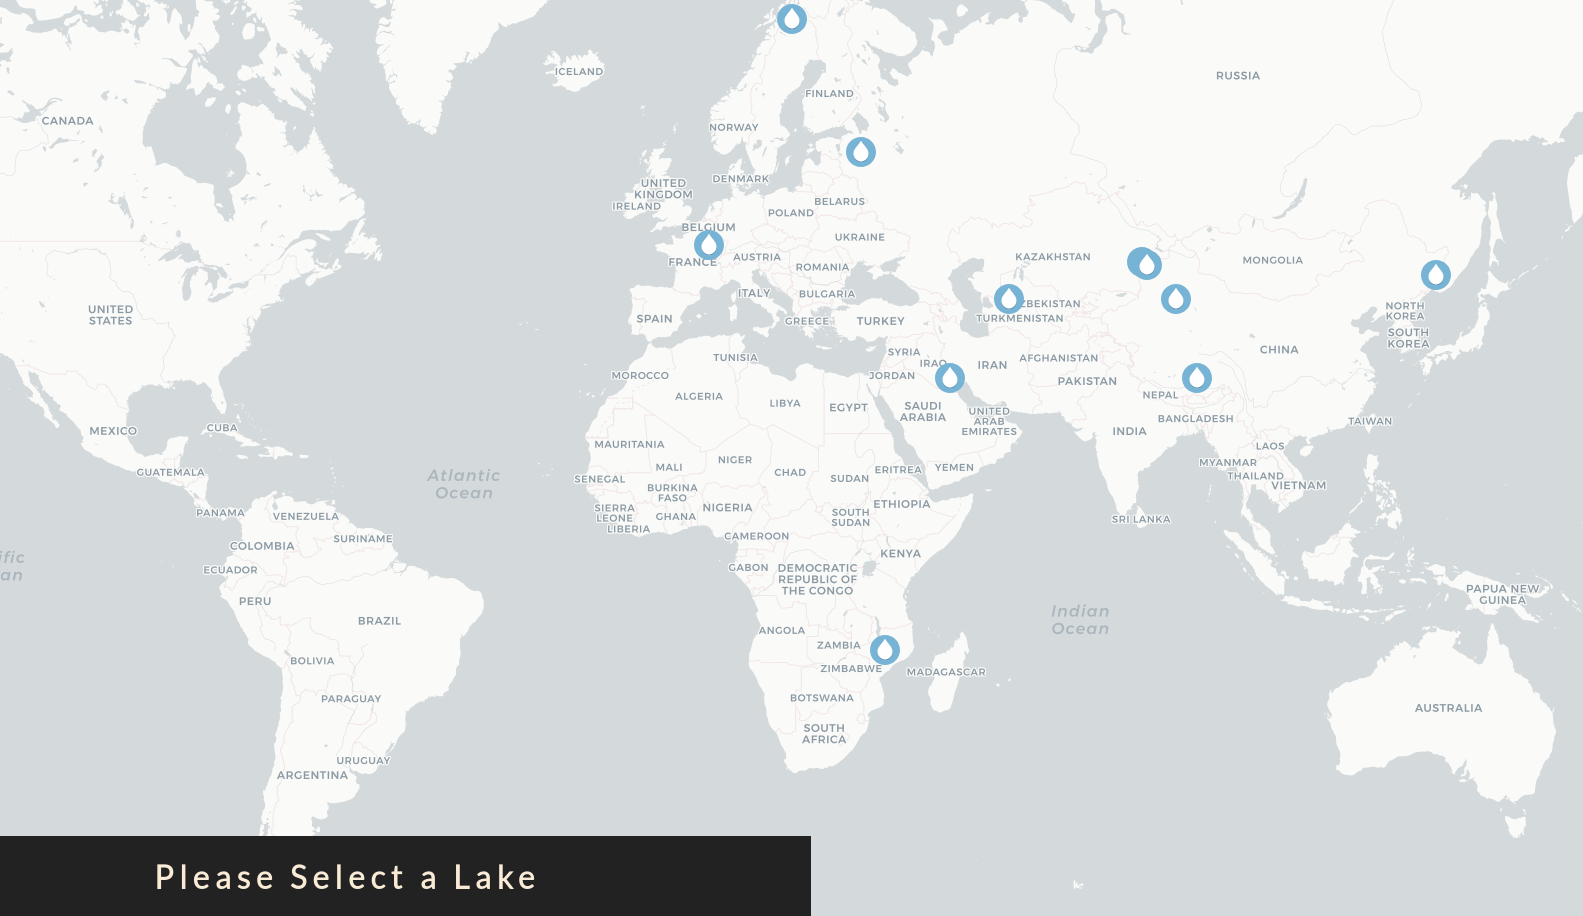 ICELAND
RUSSIA
FINLAND
CANADA
NORWAY
DENMARK
UNITED
KINGDOM
IRELAND
BELARUS
POLAND
BELGIUM
UKRAINE
FRANCE
AUSTRIA
ROMANIA
KAZAKHSTAN
MONGOLIA
ITALY
BULGARIA
ZBEKISTAN
UNITED
STATES
SPAIN
GREECE
TURKEY
TURKMENISTAN
NORTH
KOREA
SOUTH
KOREA
TUNISIA
SYRIA
IRAQ
IRAN
AFGHANISTAN
CHINA
MOROCCO
JORDAN
PAKISTAN
ALGERIA
LIBYA
EGYPT
SAUDI
ARABIA
UNITED
ARAB
EMIRATES
NEPAL
BANGLADESH
INDIA
TAIWAN
MEXICO
CUBA
MAURITANIA
LAOS
GUATEMALA
Atlantic
Ocean
MALI
NIGER
CHAD
SUDAN
ERITREA
YEMEN
MYANMAR
THAILAND
VIETNAM
SENEGAL
BURKINA
FASO
PANAMA
VENEZUELA
SIERRA
LEONE
LIBERIA
GHANA
NIGERIA
SOUTH
SUDAN
ETHIOPIA
SRI LANKA
COLOMBIA
SURINAME
CAMEROON
KENYA
ific
an
ECUADOR
GABON
DEMOCRATIC
REPUBLIC OF
THE CONGO
PERU
BRAZIL
Indian
Ocean
PAPUA NEW
GUINEA
ANGOLA
ZAMBIA
BOLIVIA
ZIMBABWE
MADAGASCAR
PARAGUAY
BOTSWANA
AUSTRALIA
SOUTH
AFRICA
URUGUAY
ARGENTINA
Please Select a Lake